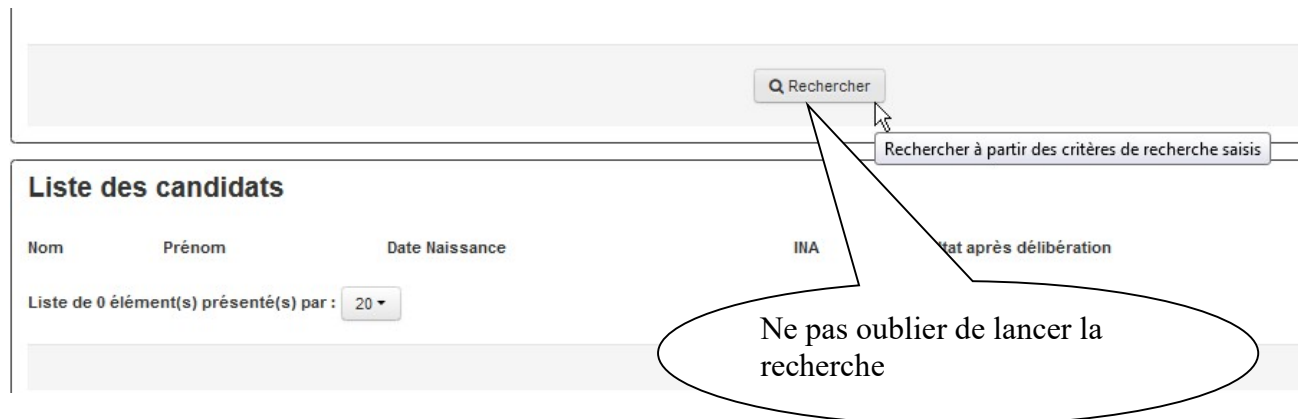 Rechercher
Rechercher à partir des critères de recherche saisis
Liste des candidats
Nom Prénom Date Naissance INA tat après délibération
Liste de 0 élément(s) présenté(s) par : 20
Ne pas oublier de lancer la
recherche